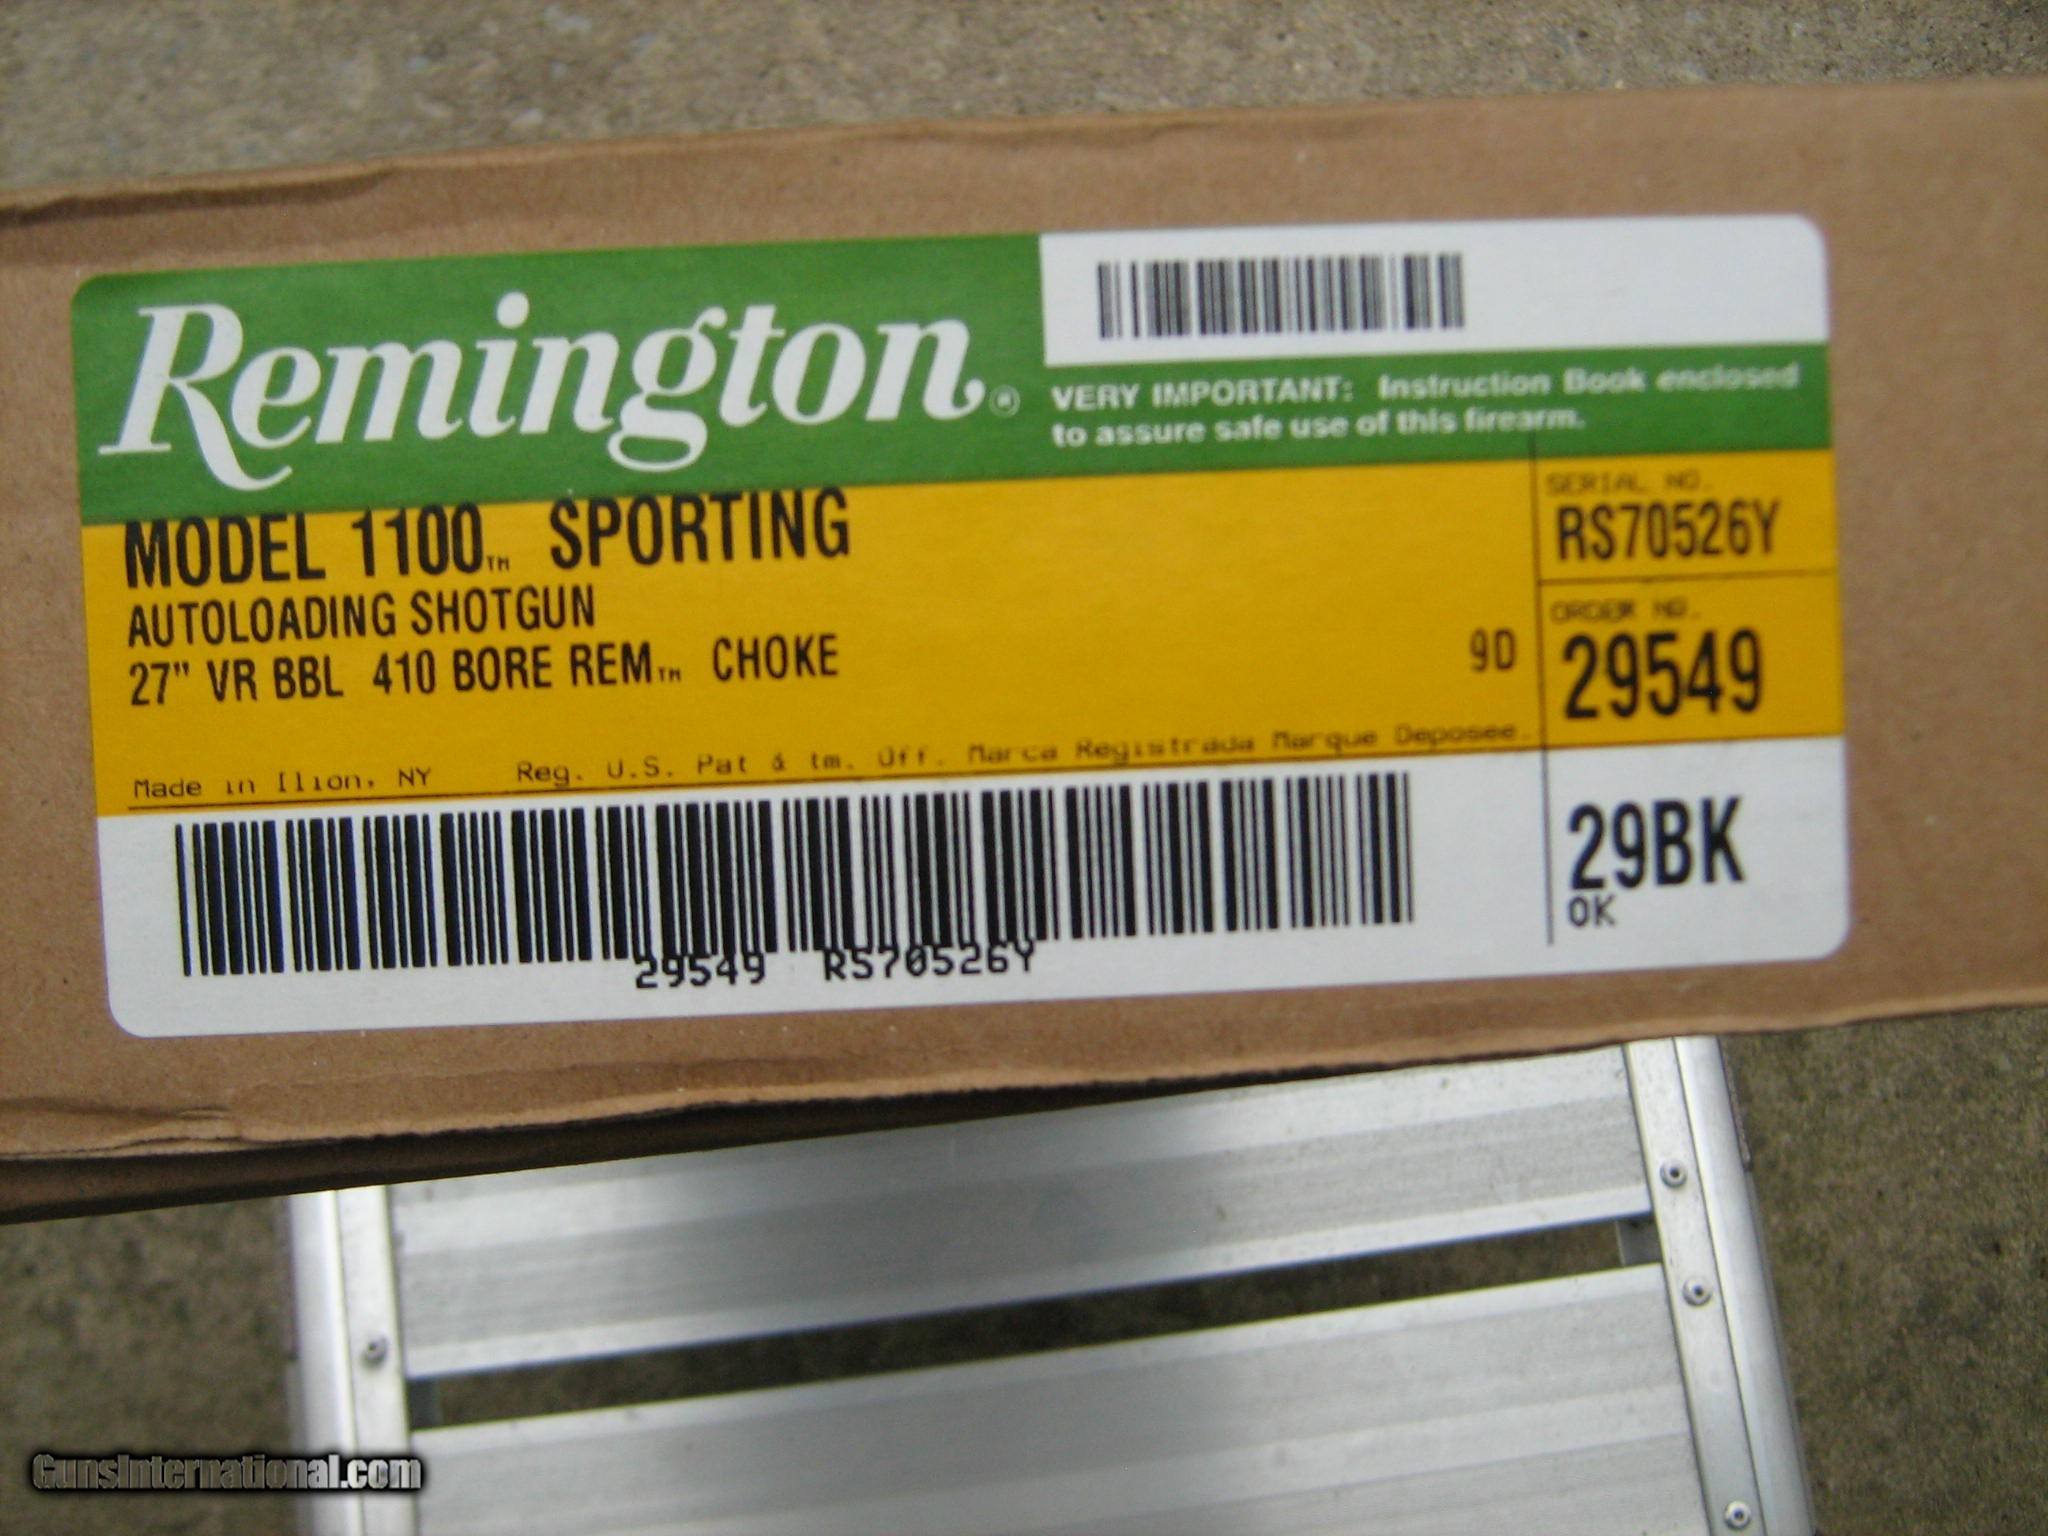 Remington®
VERY IMPORTANT: Instruction Book enclosed
to assure safe use of this firearm.
MODEL 1100™ SPORTING
AUTOLOADING SHOTGUN
27" VR BBL 410 BORE REM™ CHOKE
9D
SERIAL NO.
RS70526Y
ORDER NO.
29549
Made in Ilion, NY Reg. U.S. Pat & tm. Off. Marca Registrada Marque Deposee.
29BK
OK
29549 RS70526Y
GunsInternational.com